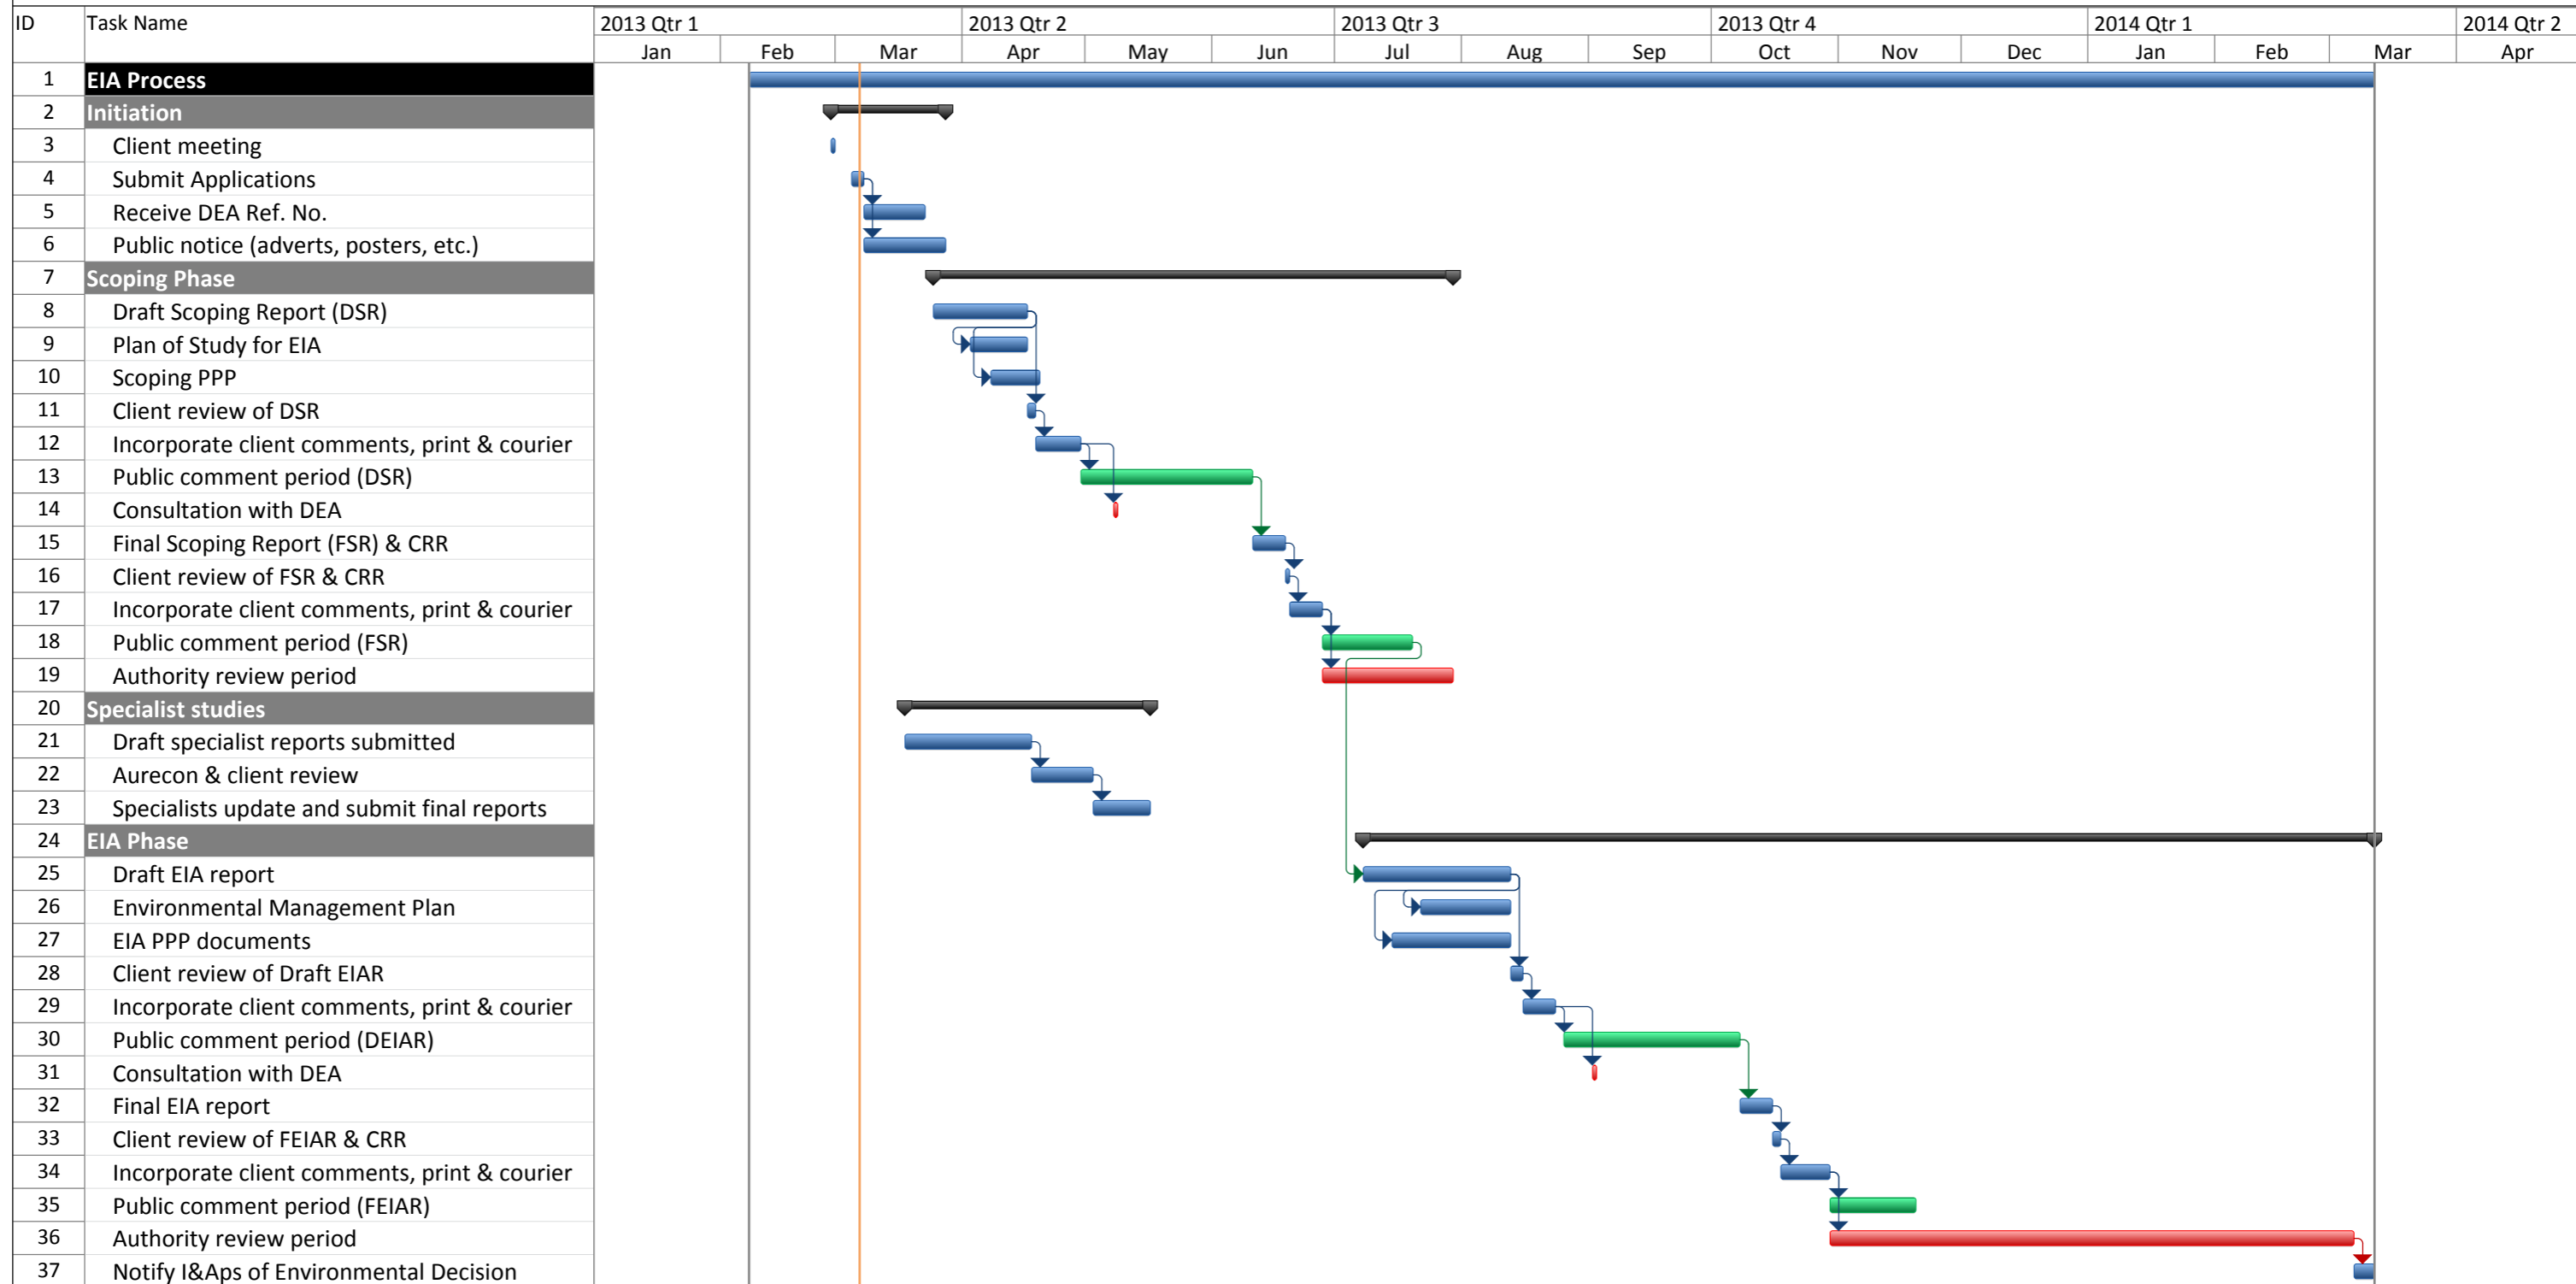 ID Task Name 2013 Qtr 1 2013 Qtr 2 2013 Qtr 3 2013 Qtr 4 2014 Qtr 1 2014 Qtr 2
Jan Feb Mar Apr May Jun Jul Aug Sep Oct Nov Dec Jan Feb Mar Apr
1 EIA Process
2 Initiation
3 Client meeting
4 Submit Applications
5 Receive DEA Ref. No.
6 Public notice (adverts, posters, etc.)
7 Scoping Phase
8 Draft Scoping Report (DSR)
9 Plan of Study for EIA
10 Scoping PPP
11 Client review of DSR
12 Incorporate client comments, print & courier
13 Public comment period (DSR)
14 Consultation with DEA
15 Final Scoping Report (FSR) & CRR
16 Client review of FSR & CRR
17 Incorporate client comments, print & courier
18 Public comment period (FSR)
19 Authority review period
20 Specialist studies
21 Draft specialist reports submitted
22 Aurecon & client review
23 Specialists update and submit final reports
24 EIA Phase
25 Draft EIA report
26 Environmental Management Plan
27 EIA PPP documents
28 Client review of Draft EIAR
29 Incorporate client comments, print & courier
30 Public comment period (DEIAR)
31 Consultation with DEA
32 Final EIA report
33 Client review of FEIAR & CRR
34 Incorporate client comments, print & courier
35 Public comment period (FEIAR)
36 Authority review period
37 Notify I&Aps of Environmental Decision